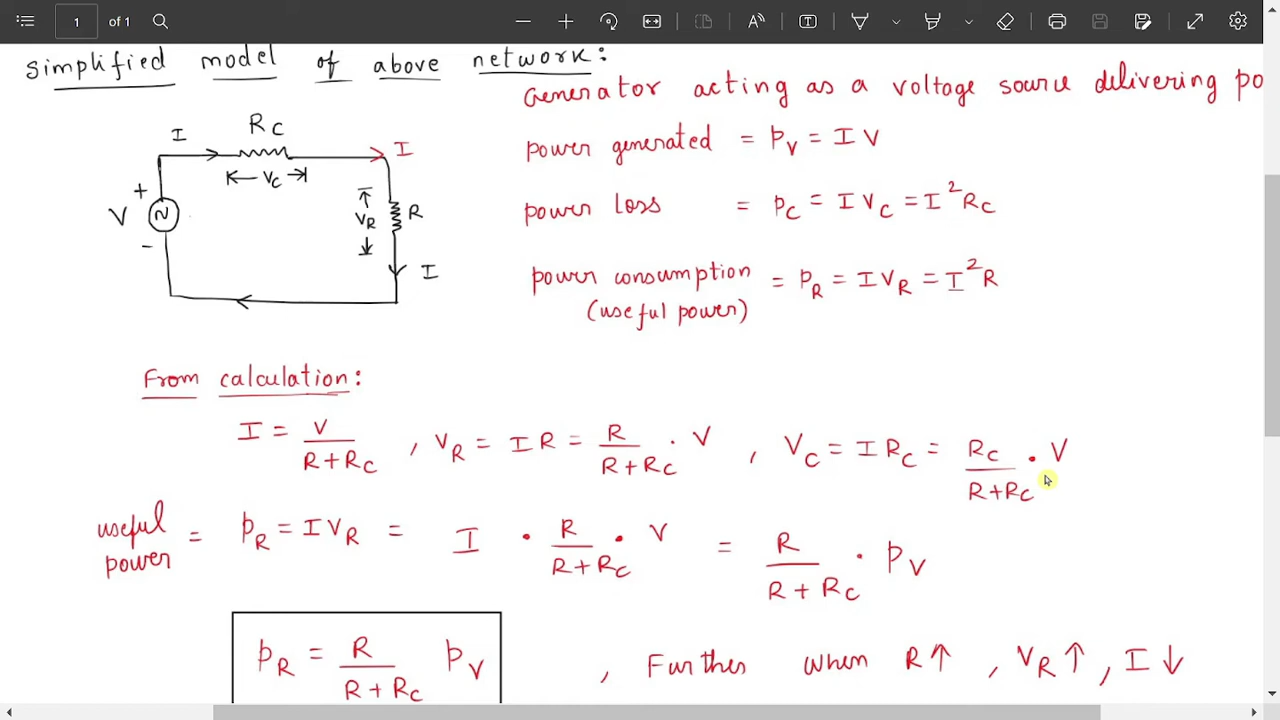 1 of 1
simplified model of above network:
Generator acting as a voltage source delivering po
I
Rc
I
Vc
+
V
N
-
VR
R
I
power generated = pV = IV
power loss = pC = IVC = I²RC
power consumption = pR = IVR = I²R
(useful power)
From calculation:
I = V/(R+RC) , VR = IR = R/(R+RC) · V , VC = IRC = RC/(R+RC) · V
useful power = pR = IVR = I · R/(R+RC) · V = R/(R+RC) · pV
pR = R/(R+RC) pV , Further when R↑ , VR↑ , I↓